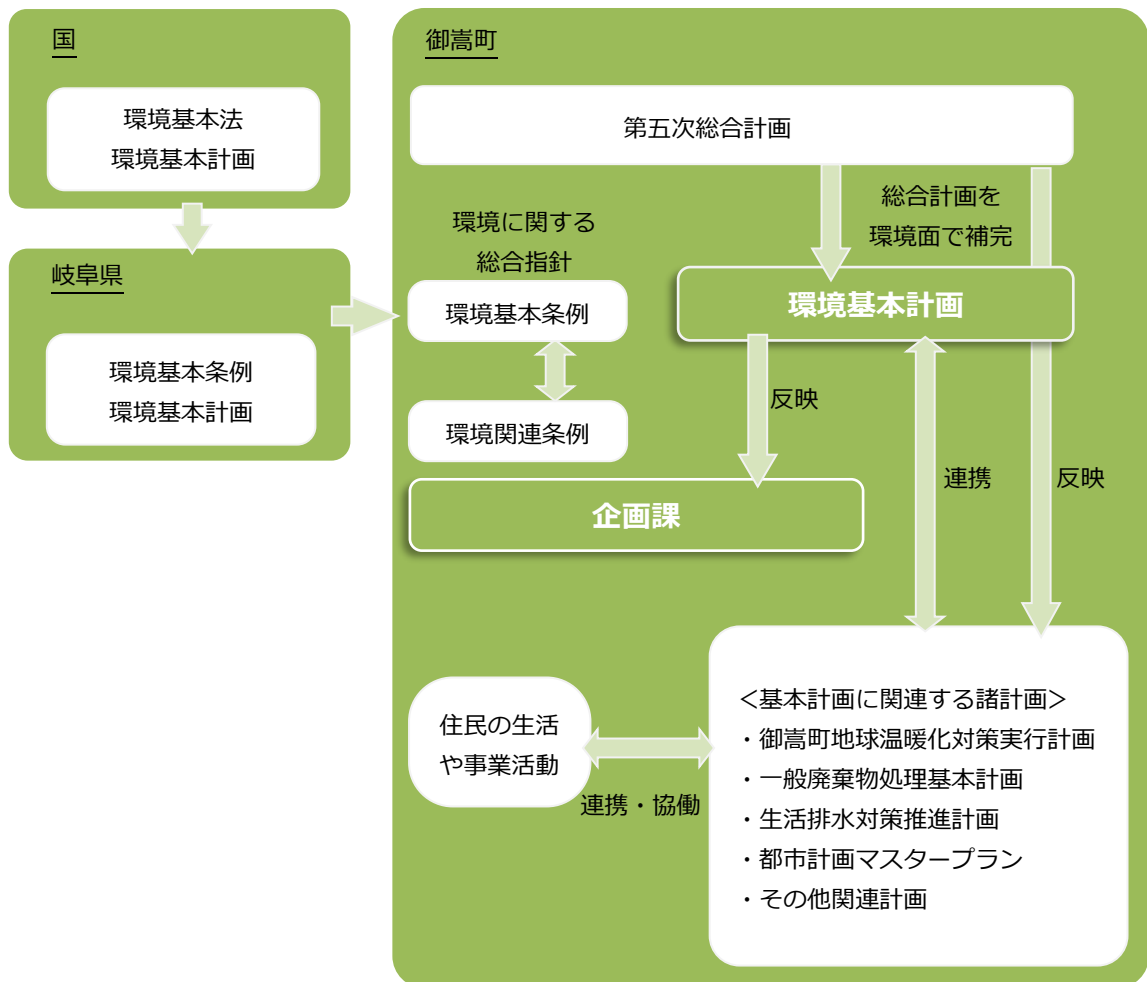 国
環境基本法
環境基本計画
岐阜県
環境基本条例
環境基本計画
御嵩町
第五次総合計画
総合計画を
環境面で補完
環境に関する
総合指針
環境基本条例
環境基本計画
環境関連条例
反映
企画課
連携
反映
住民の生活
や事業活動
連携・協働
＜基本計画に関連する諸計画＞
・御嵩町地球温暖化対策実行計画
・一般廃棄物処理基本計画
・生活排水対策推進計画
・都市計画マスタープラン
・その他関連計画